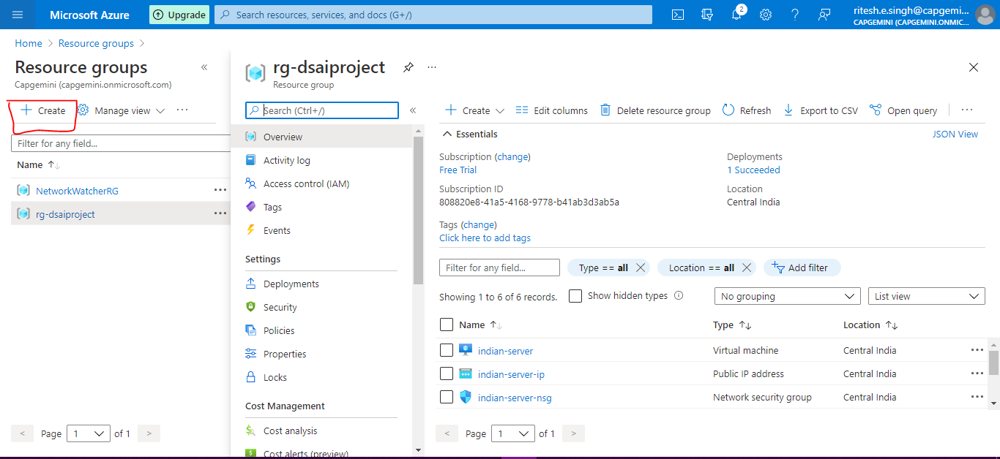 Microsoft Azure
Upgrade
Search resources, services, and docs (G+/)
2
ritesh.e.singh@capgemi...
CAPGEMINI (CAPGEMINI.ONMIC...
Home > Resource groups >
Resource groups
Capgemini (capgemini.onmicrosoft.com)
+ Create
Manage view
...
Filter for any field...
Name
NetworkWatcherRG
rg-dsaiproject
< Page 1 of 1 >
rg-dsaiproject
...
Resource group
Search (Ctrl+/)
Overview
Activity log
Access control (IAM)
Tags
Events
Settings
Deployments
Security
Policies
Properties
Locks
Cost Management
Cost analysis
Cost alerts (preview)
+ Create
Edit columns
Delete resource group
Refresh
Export to CSV
Open query
...
Essentials
JSON View
Subscription (change)
Free Trial
Subscription ID
808820e8-41a5-4168-9778-b41ab3d3ab5a
Deployments
1 Succeeded
Location
Central India
Tags (change)
Click here to add tags
Filter for any field...
Type == all
Location == all
Add filter
Showing 1 to 6 of 6 records.
Show hidden types
No grouping
List view
Name Type Location
indian-server Virtual machine Central India
indian-server-ip Public IP address Central India
indian-server-nsg Network security group Central India
< Page 1 of 1 >